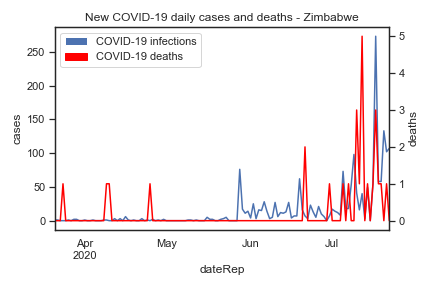 New COVID-19 daily cases and deaths - Zimbabwe
COVID-19 infections
COVID-19 deaths
cases
250
200
150
100
50
0
deaths
5
4
3
2
1
0
Apr
2020
May
Jun
Jul
dateRep